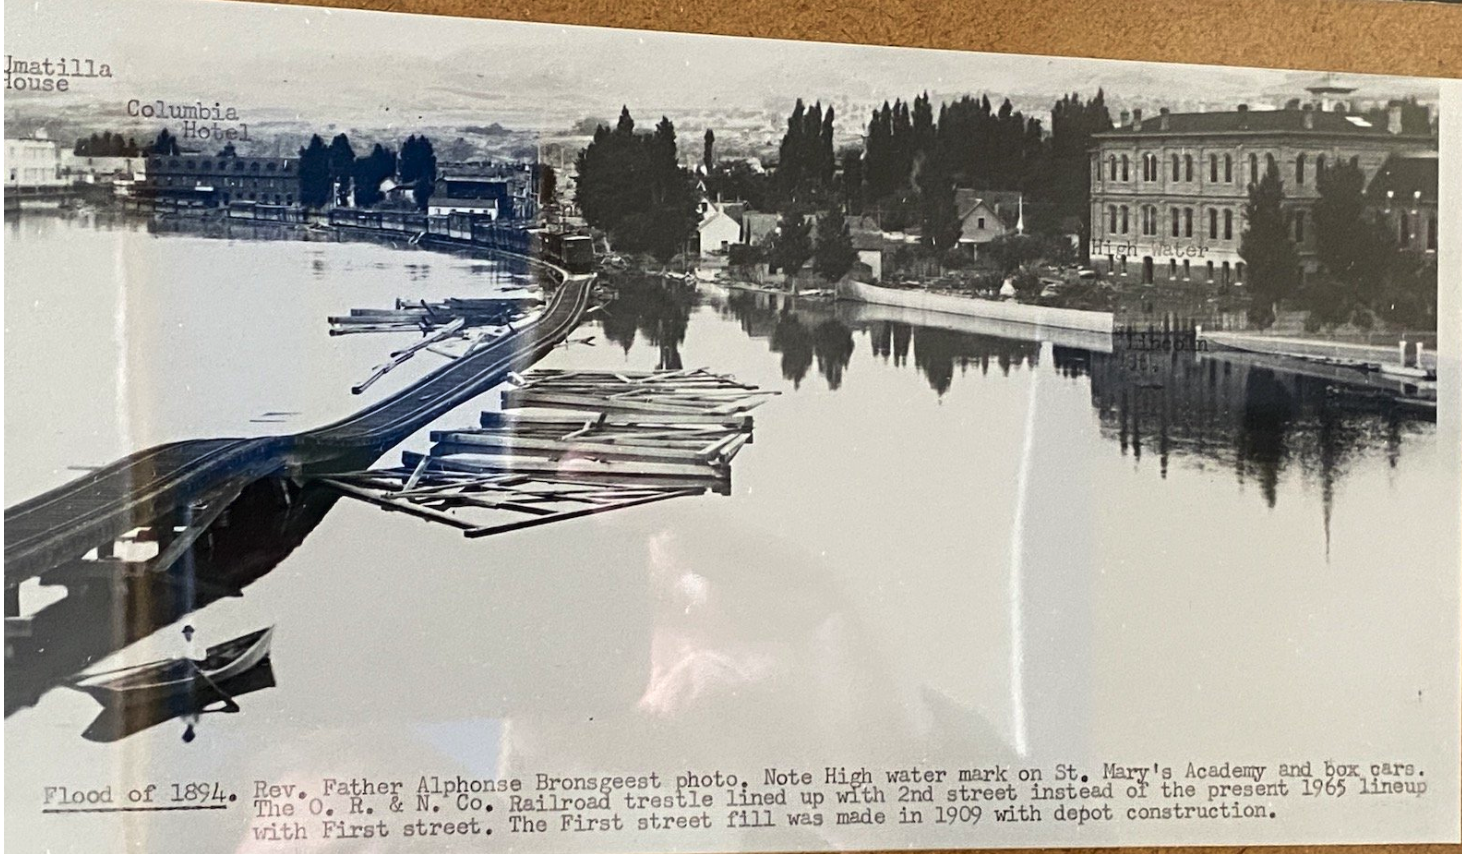 Umatilla
House
Columbia
Hotel
High Water
Lincoln
St.
Flood of 1894. Rev. Father Alphonse Bronsgeest photo. Note High water mark on St. Mary's Academy and box cars.
The O. R. & N. Co. Railroad trestle lined up with 2nd street instead of the present 1965 lineup
with First street. The First street fill was made in 1909 with depot construction.